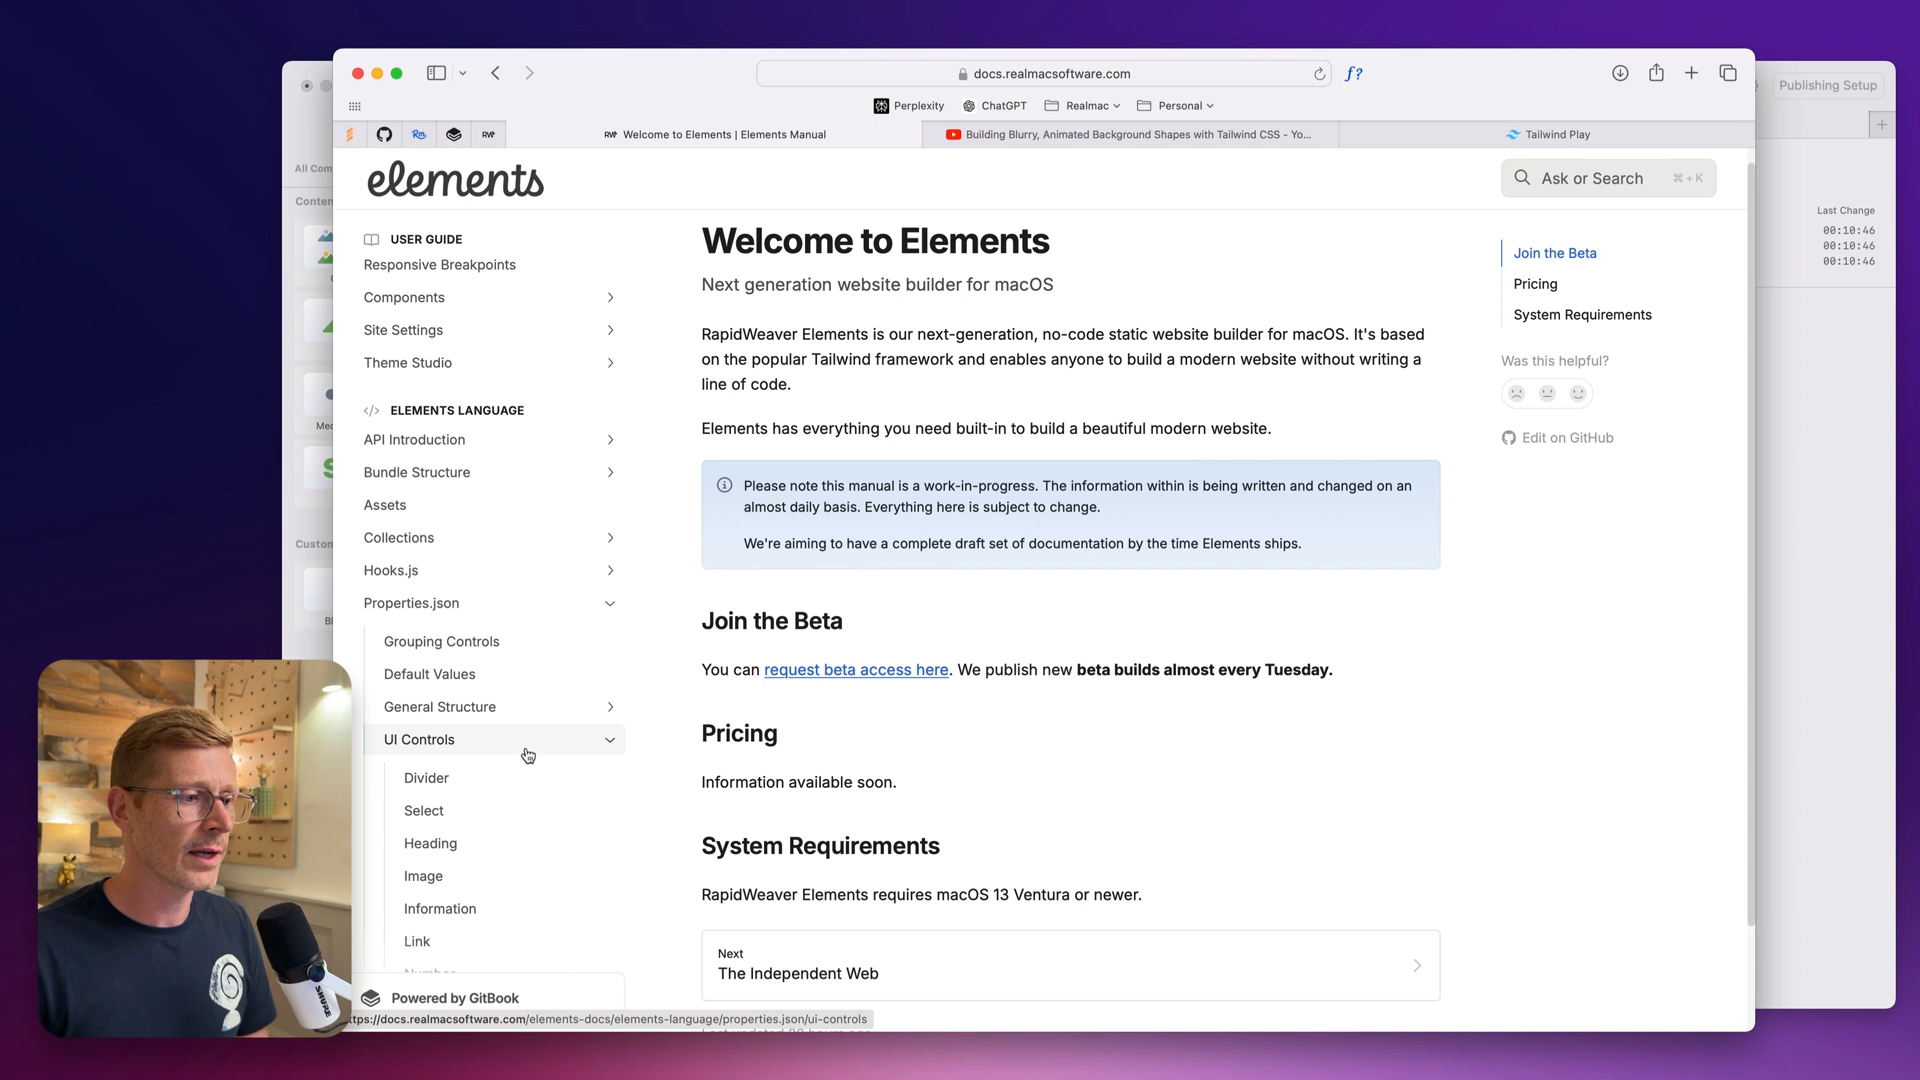 Publishing Setup
docs.realmacsoftware.com
f?
Perplexity
ChatGPT
Realmac
Personal
Rm
RW
RW Welcome to Elements | Elements Manual
Building Blurry, Animated Background Shapes with Tailwind CSS - Yo...
Tailwind Play
All Com
Conten
Mec
Custom
Bl
Last Change
00:10:46
00:10:46
00:10:46
elements
Ask or Search
⌘ + K
USER GUIDE
Responsive Breakpoints
Components
Site Settings
Theme Studio
ELEMENTS LANGUAGE
API Introduction
Bundle Structure
Assets
Collections
Hooks.js
Properties.json
Grouping Controls
Default Values
General Structure
UI Controls
Divider
Select
Heading
Image
Information
Link
Number
Powered by GitBook
Welcome to Elements
Next generation website builder for macOS
RapidWeaver Elements is our next-generation, no-code static website builder for macOS. It's based
on the popular Tailwind framework and enables anyone to build a modern website without writing a
line of code.
Elements has everything you need built-in to build a beautiful modern website.
Please note this manual is a work-in-progress. The information within is being written and changed on an
almost daily basis. Everything here is subject to change.
We're aiming to have a complete draft set of documentation by the time Elements ships.
Join the Beta
You can request beta access here. We publish new beta builds almost every Tuesday.
Pricing
Information available soon.
System Requirements
RapidWeaver Elements requires macOS 13 Ventura or newer.
Next
The Independent Web
Join the Beta
Pricing
System Requirements
Was this helpful?
Edit on GitHub
ttps://docs.realmacsoftware.com/elements-docs/elements-language/properties.json/ui-controls
SHURE